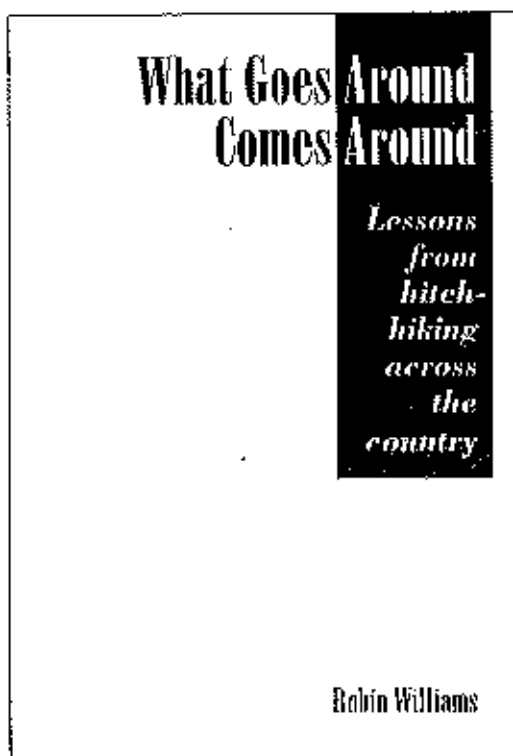 What Goes Around
Comes Around
Lessons
from
hitch-
hiking
across
the
country
Robin Williams